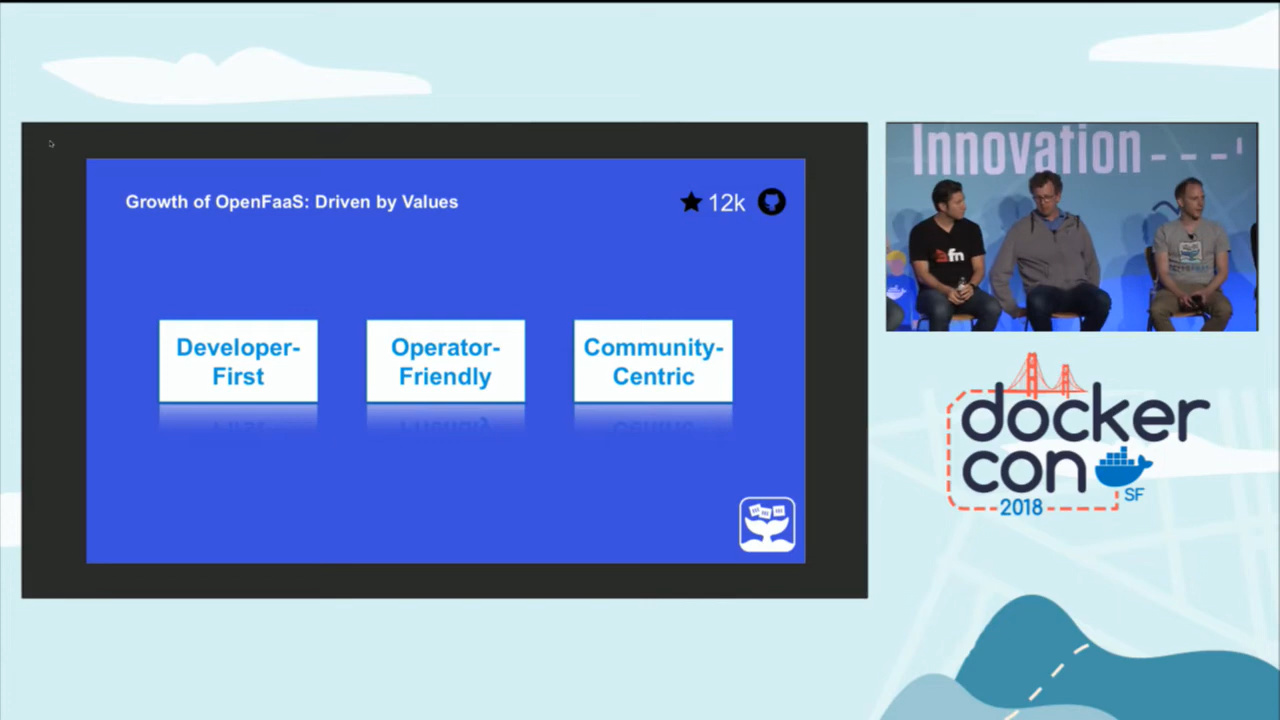 Growth of OpenFaaS: Driven by Values
12k
Developer-
First
Operator-
Friendly
Community-
Centric
Innovation
fn
docker
con
SF
2018